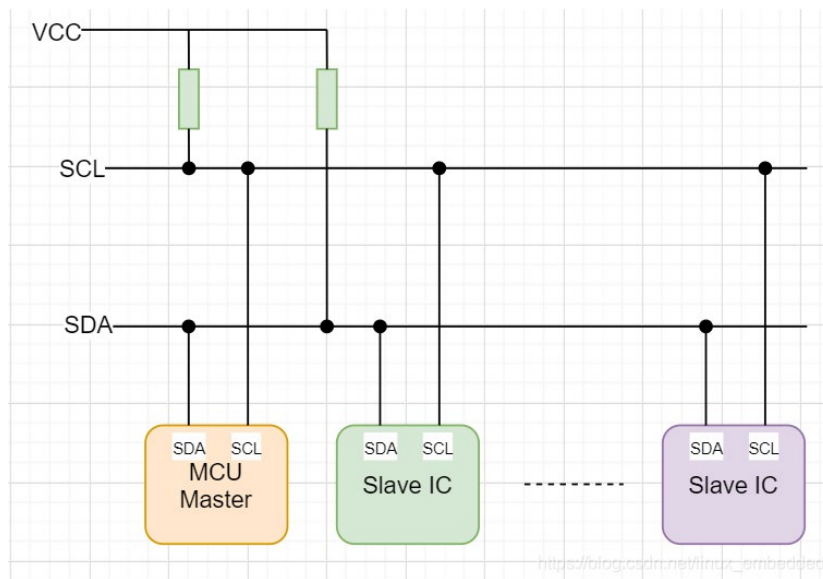 VCC
SCL
SDA
SDA SCL
MCU
Master
SDA SCL
Slave IC
SDA SCL
Slave IC
https://blog.csdn.net/linux_embedded